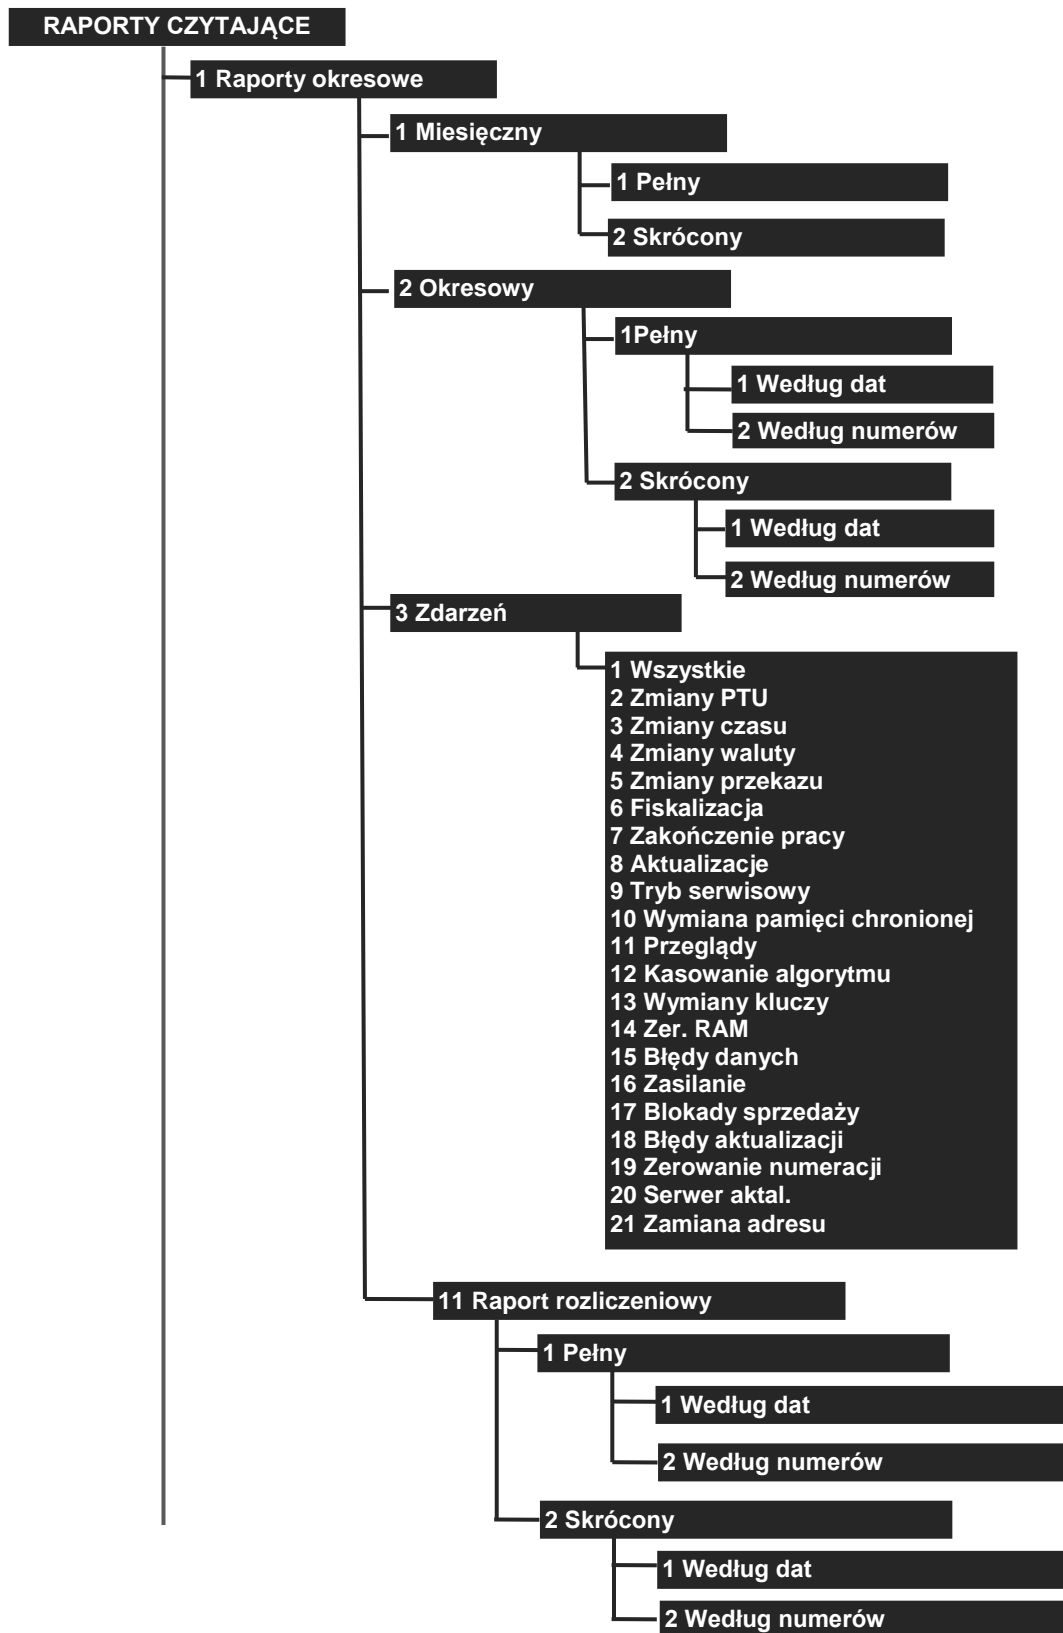 RAPORTY CZYTAJĄCE
1 Raporty okresowe
1 Miesięczny
1 Pełny
2 Skrócony
2 Okresowy
1Pełny
1 Według dat
2 Według numerów
2 Skrócony
1 Według dat
2 Według numerów
3 Zdarzeń
1 Wszystkie
2 Zmiany PTU
3 Zmiany czasu
4 Zmiany waluty
5 Zmiany przekazu
6 Fiskalizacja
7 Zakończenie pracy
8 Aktualizacje
9 Tryb serwisowy
10 Wymiana pamięci chronionej
11 Przeglądy
12 Kasowanie algorytmu
13 Wymiany kluczy
14 Zer. RAM
15 Błędy danych
16 Zasilanie
17 Blokady sprzedaży
18 Błędy aktualizacji
19 Zerowanie numeracji
20 Serwer aktal.
21 Zamiana adresu
11 Raport rozliczeniowy
1 Pełny
1 Według dat
2 Według numerów
2 Skrócony
1 Według dat
2 Według numerów